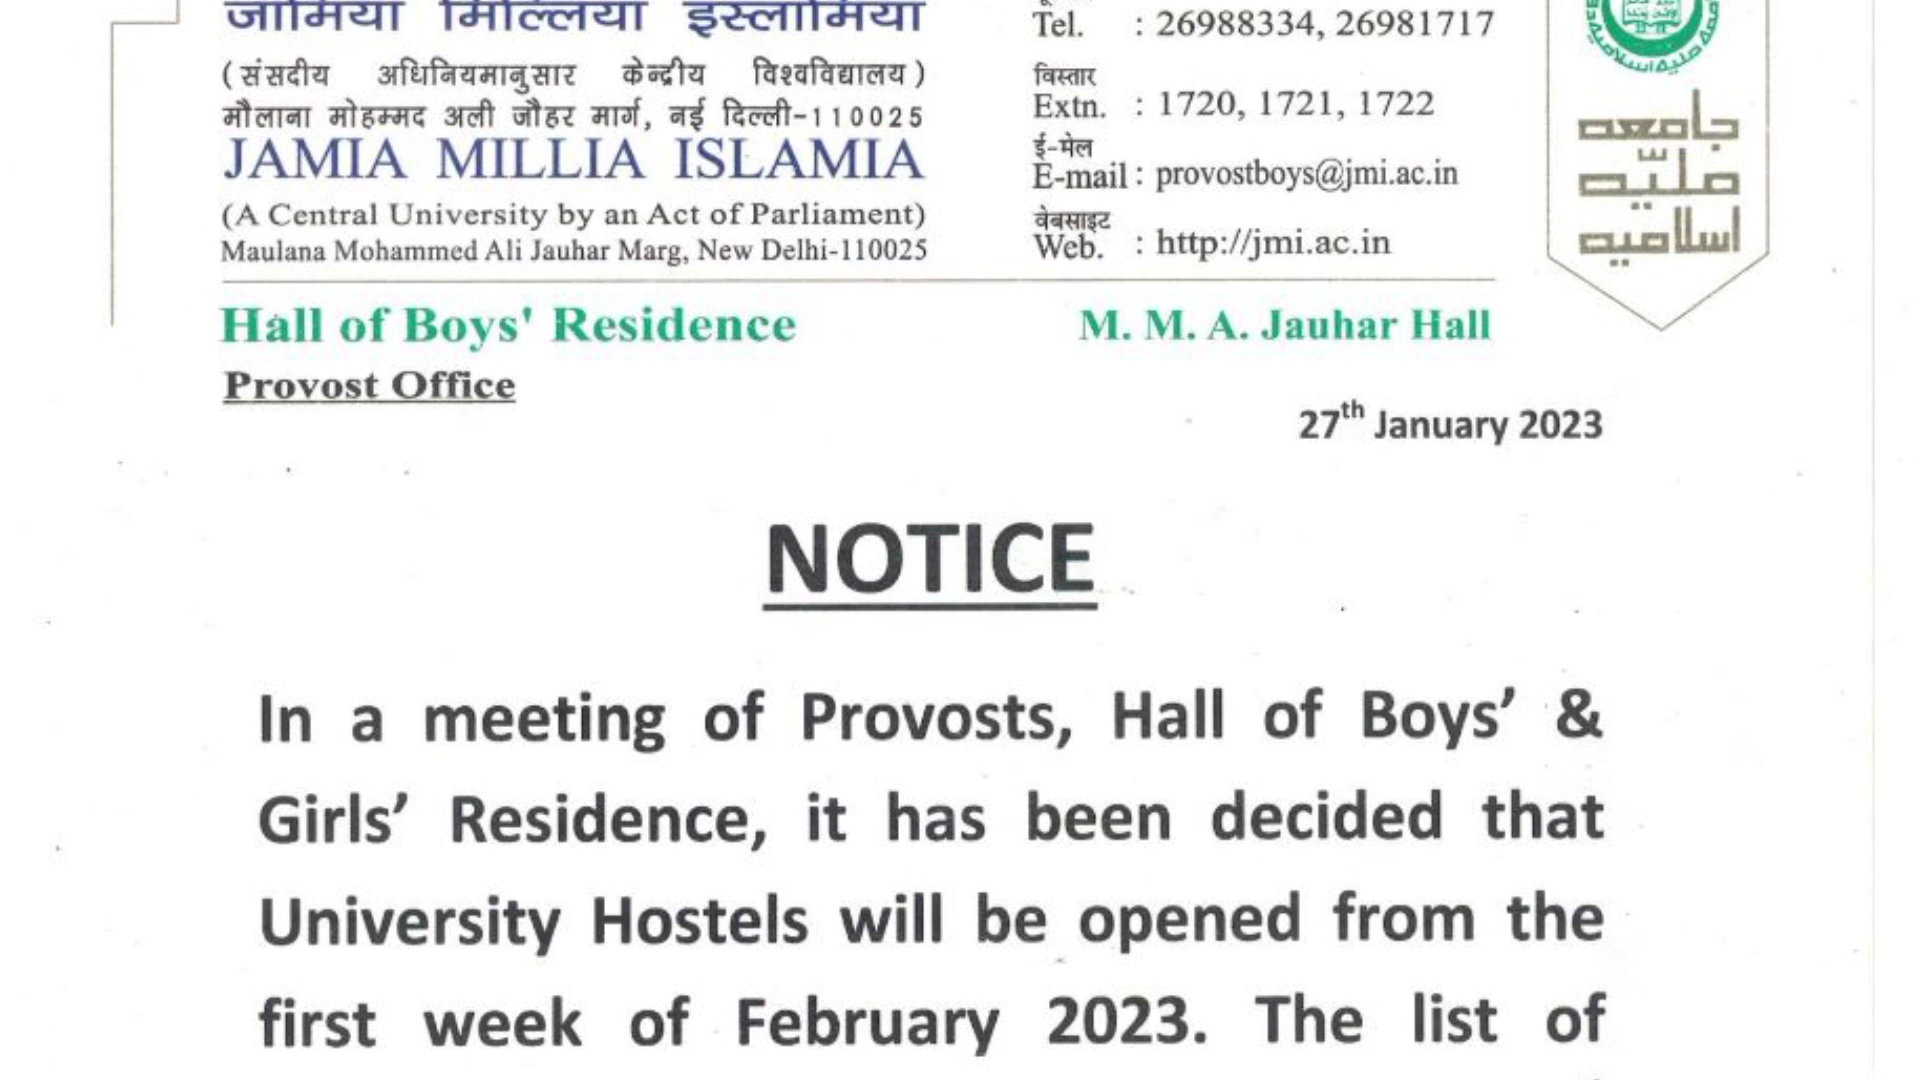 जामिया मिल्लिया इस्लामिया
(संसदीय अधिनियमानुसार केन्द्रीय विश्वविद्यालय)
मौलाना मोहम्मद अली जौहर मार्ग, नई दिल्ली-110025
JAMIA MILLIA ISLAMIA
(A Central University by an Act of Parliament)
Maulana Mohammed Ali Jauhar Marg, New Delhi-110025
Tel. : 26988334, 26981717
विस्तार
Extn. : 1720, 1721, 1722
ई-मेल
E-mail : provostboys@jmi.ac.in
वेबसाइट
Web. : http://jmi.ac.in
جامعه
ملّیه
اسلامیه
Hall of Boys' Residence
M. M. A. Jauhar Hall
Provost Office
27th January 2023
NOTICE
In a meeting of Provosts, Hall of Boys’ &
Girls’ Residence, it has been decided that
University Hostels will be opened from the
first week of February 2023. The list of